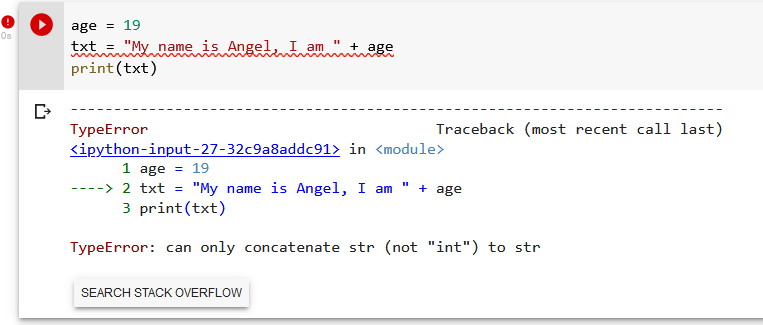 0s
age = 19
txt = "My name is Angel, I am " + age
print(txt)
---------------------------------------------------------------------------
TypeError                                 Traceback (most recent call last)
<ipython-input-27-32c9a8addc91> in <module>
      1 age = 19
----> 2 txt = "My name is Angel, I am " + age
      3 print(txt)
TypeError: can only concatenate str (not "int") to str
SEARCH STACK OVERFLOW